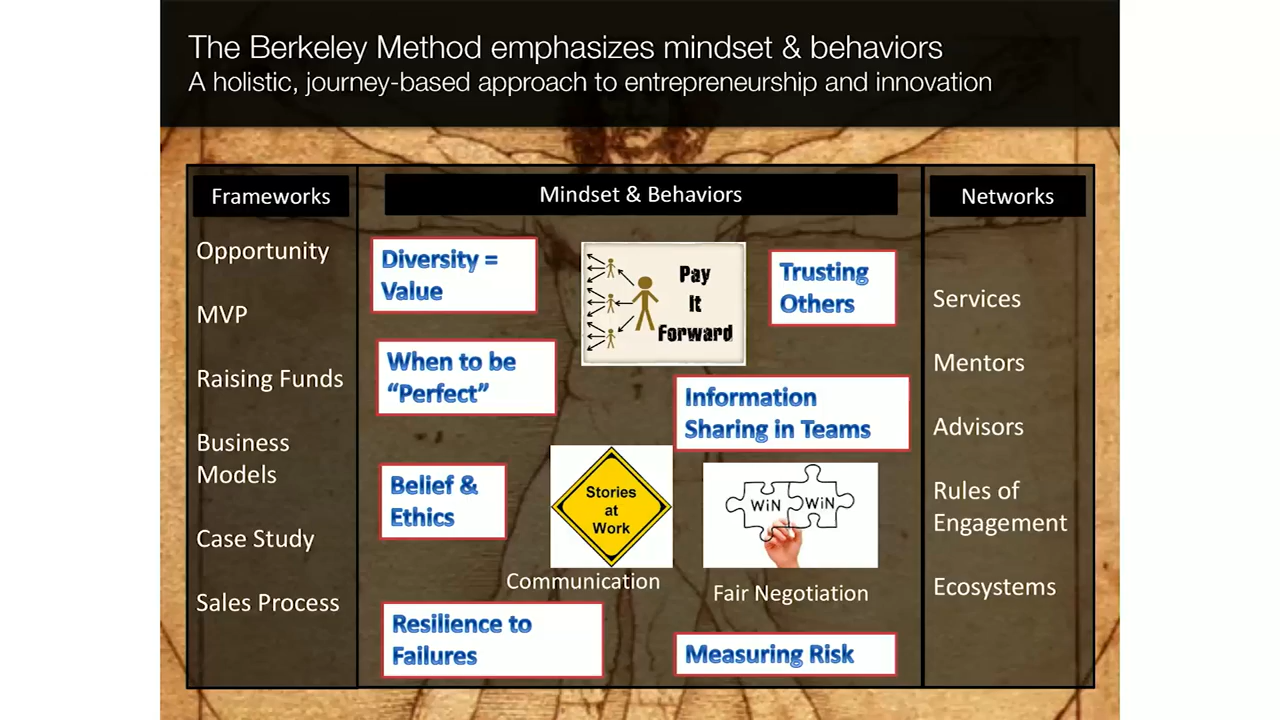 The Berkeley Method emphasizes mindset & behaviors
A holistic, journey-based approach to entrepreneurship and innovation
Frameworks
Opportunity
MVP
Raising Funds
Business
Models
Case Study
Sales Process
Mindset & Behaviors
Diversity =
Value
Pay
It
Forward
Trusting
Others
When to be
“Perfect”
Information
Sharing in Teams
Belief &
Ethics
Stories
at
Work
Communication
WiN WiN
Fair Negotiation
Resilience to
Failures
Measuring Risk
Networks
Services
Mentors
Advisors
Rules of
Engagement
Ecosystems